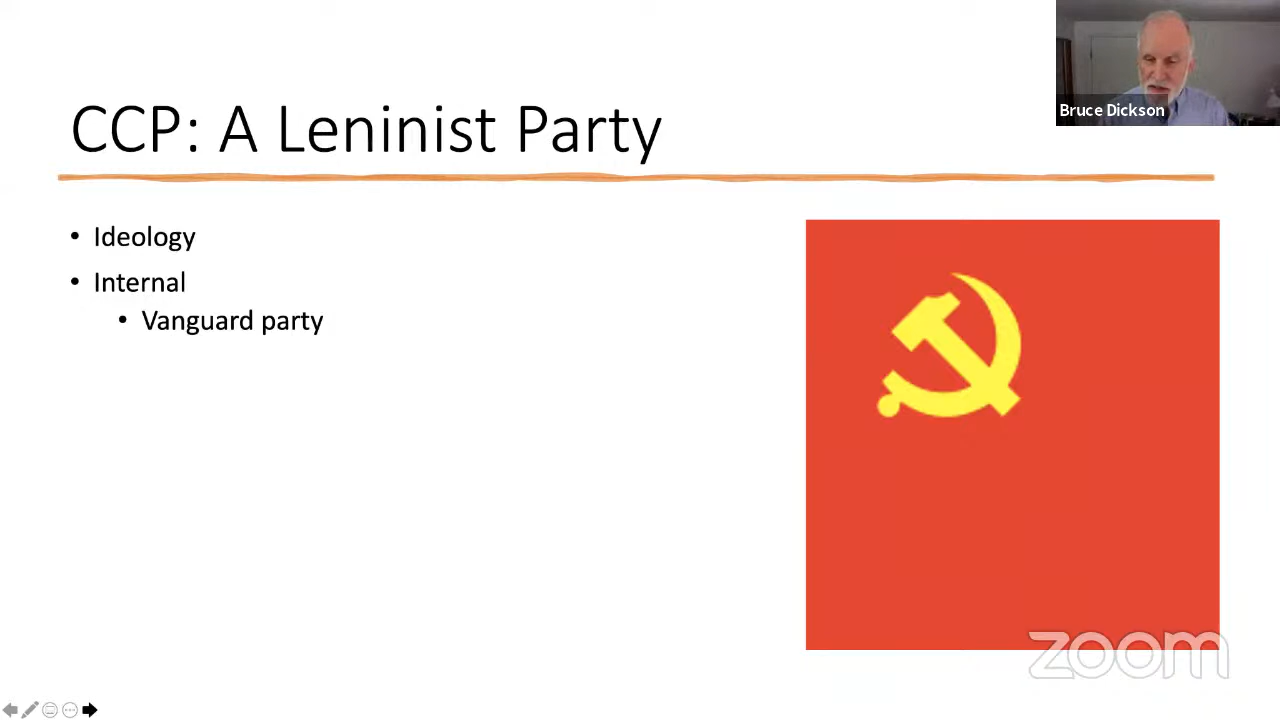 Bruce Dickson
CCP: A Leninist Party
• Ideology
• Internal
• Vanguard party
zoom